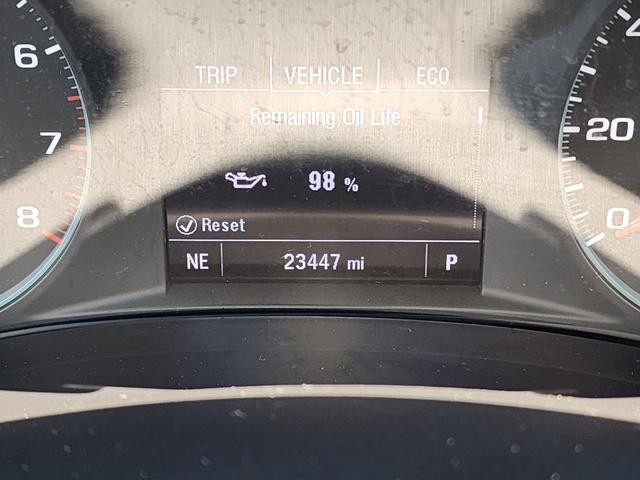 TRIP VEHICLE ECO
Remaining Oil Life
98 %
Reset
NE 23447 mi P
6
7
8
20
0